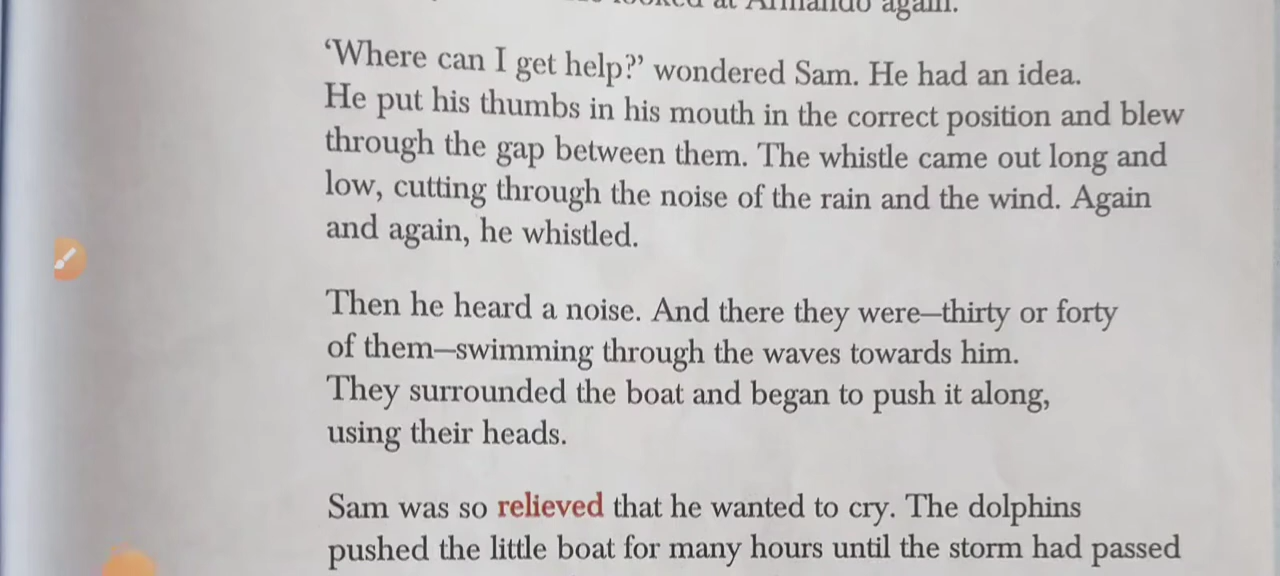 looked at Armando again.
‘Where can I get help?’ wondered Sam. He had an idea.
He put his thumbs in his mouth in the correct position and blew
through the gap between them. The whistle came out long and
low, cutting through the noise of the rain and the wind. Again
and again, he whistled.
Then he heard a noise. And there they were—thirty or forty
of them—swimming through the waves towards him.
They surrounded the boat and began to push it along,
using their heads.
Sam was so relieved that he wanted to cry. The dolphins
pushed the little boat for many hours until the storm had passed